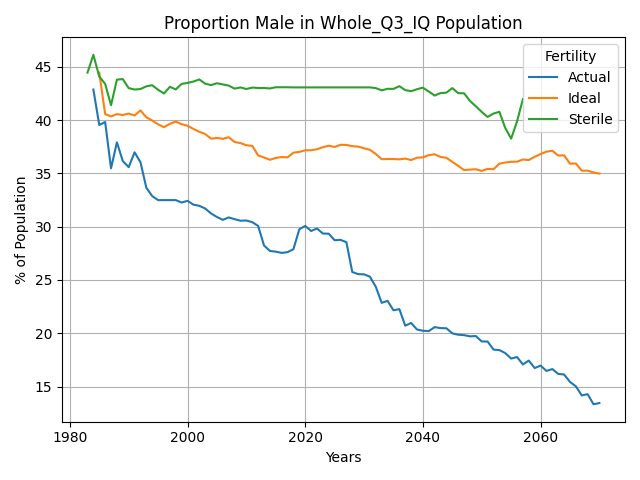 Proportion Male in Whole_Q3_IQ Population
Fertility
Actual
Ideal
Sterile
% of Population
45
40
35
30
25
20
15
1980
2000
2020
2040
2060
Years